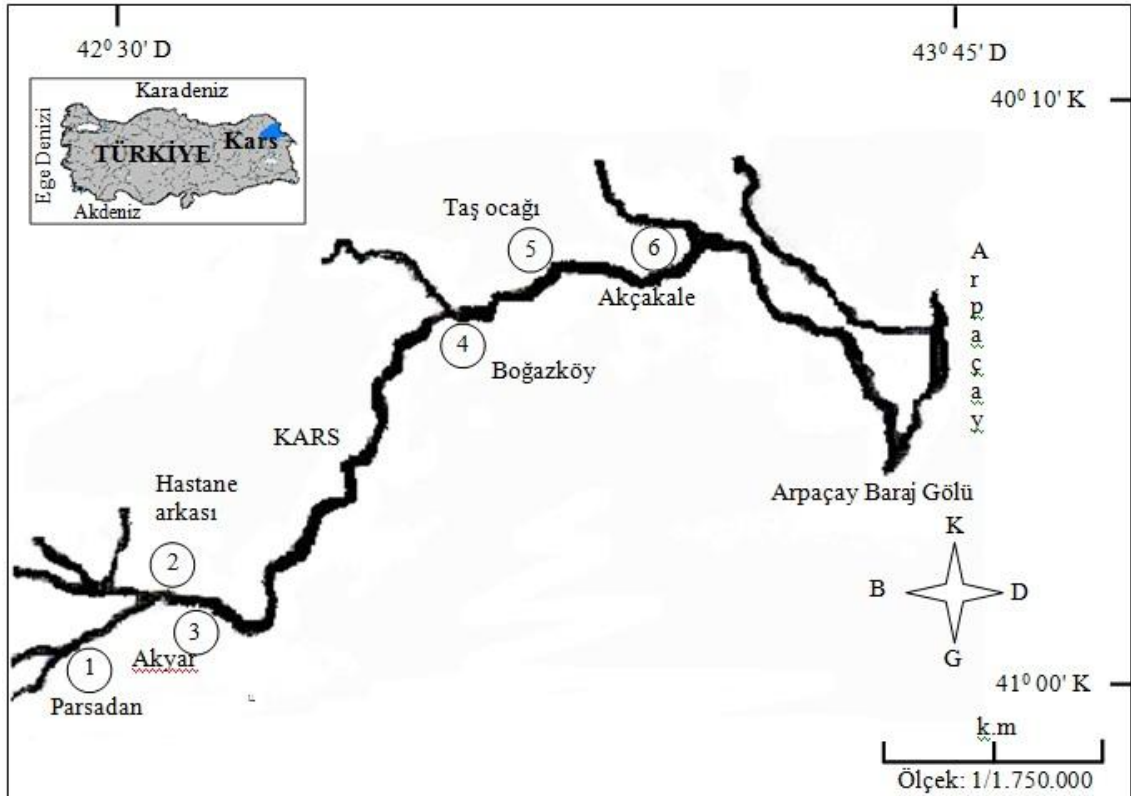 42⁰ 30' D
43⁰ 45' D
40⁰ 10' K
Karadeniz
Ege Denizi
TÜRKİYE
Kars
Akdeniz
Taş ocağı
5
6
Akçakale
Arpaçay
4
Boğazköy
KARS
Arpaçay Baraj Gölü
Hastane
arkası
2
3
Akyar
1
Parsadan
K
B
D
G
41⁰ 00' K
k.m
Ölçek: 1/1.750.000